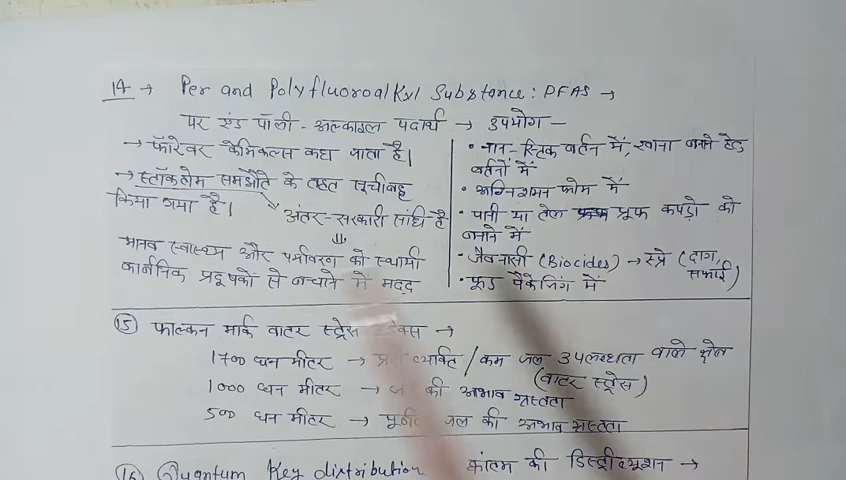 14 → Per and Polyfluoroalkyl Substance: PFAS →
पर एंड पॉली - अल्काइल पदार्थ → उपयोग —
→ फॉरेवर कैमिकल्स कहा जाता है।
→ स्टॉकहोम समझौते के तहत सूचीबद्ध
किया गया है।
अंतर-सरकारी संधि है
मानव स्वास्थ्य और पर्यावरण को स्थायी
कार्बनिक प्रदूषकों से बचाने में मदद
• नान-स्टिक बर्तन में, खाना बनाने हेतु
बर्तनों में
• अग्निशमन फोम में
• पानी या तेल प्रूफ कपड़ो को
बनाने में
• जैवनाशी (Biocides) → स्प्रे (दाग, सफाई)
• फूड पैकेजिंग में
15 फाल्कन मार्क वाटर स्ट्रेस →
1700 घन मीटर → व्यक्ति / कम जल उपलब्धता वाले क्षेत्र
(वाटर स्ट्रेस)
1000 घन मीटर → की अभाव ग्रस्तता
500 घन मीटर → जल की अभाव ग्रस्तता
16 Quantum Key distribution क्वांटम की डिस्ट्रीब्यूशन →